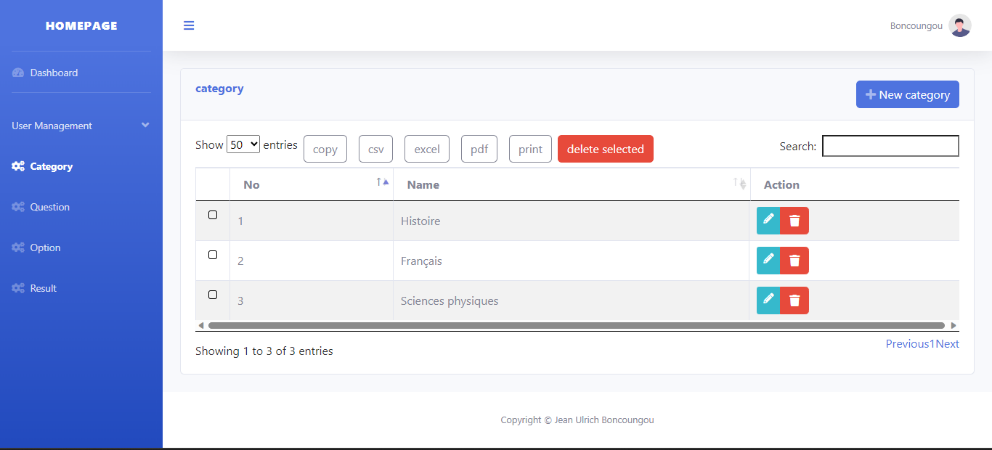 HOMEPAGE
Boncoungou
Dashboard
User Management
Category
Question
Option
Result
category
New category
Show 50 entries copy csv excel pdf print delete selected Search:
No Name Action
1 Histoire
2 Français
3 Sciences physiques
Showing 1 to 3 of 3 entries
Previous1Next
Copyright © Jean Ulrich Boncoungou